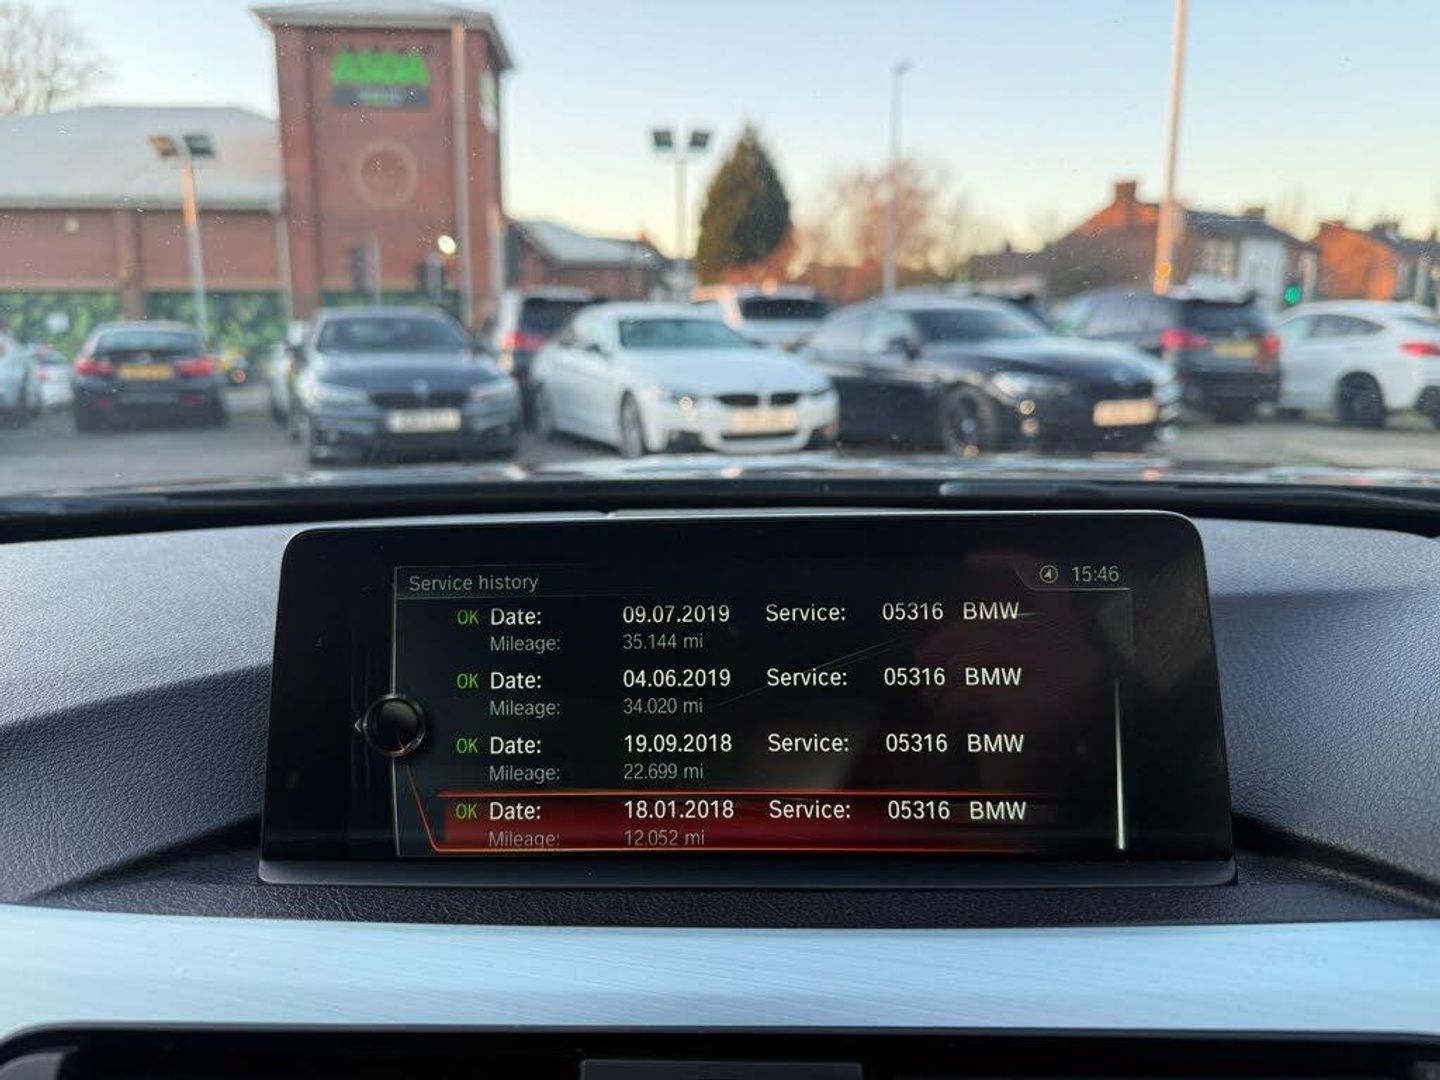 ASDA
Service history
15:46
OK Date: 09.07.2019 Service: 05316 BMW
Mileage: 35.144 mi
OK Date: 04.06.2019 Service: 05316 BMW
Mileage: 34.020 mi
OK Date: 19.09.2018 Service: 05316 BMW
Mileage: 22.699 mi
OK Date: 18.01.2018 Service: 05316 BMW
Mileage: 12.052 mi